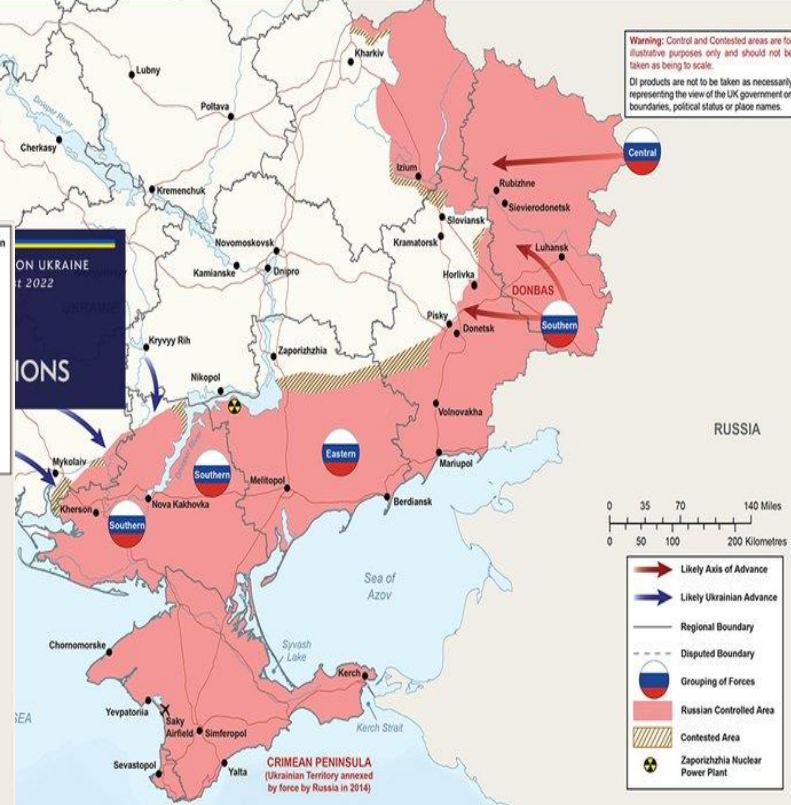 Warning: Control and Contested areas are for
illustrative purposes only and should not be
taken as being to scale.
DI products are not to be taken as necessarily
representing the view of the UK government on
boundaries, political status or place names.
Kharkiv
Lubny
Poltava
Dnieper River
Cherkasy
Central
Izium
Kremenchuk
Rubizhne
Sievierodonetsk
Sloviansk
Kramatorsk
Novomoskovsk
Luhansk
ON UKRAINE
st 2022
Kamianske
Dnipro
Horlivka
DONBAS
UKRAINE
Pisky
Southern
Donetsk
Kryvyy Rih
Zaporizhzhia
IONS
Nikopol
Volnovakha
RUSSIA
Dnieper River
Eastern
Mykolaiv
Southern
Mariupol
Melitopol
Nova Kakhovka
Berdiansk
Kherson
Southern
0 35 70 140 Miles
0 50 100 200 Kilometres
Sea of
Azov
Likely Axis of Advance
Likely Ukrainian Advance
Regional Boundary
Disputed Boundary
Grouping of Forces
Russian Controlled Area
Contested Area
Zaporizhzhia Nuclear
Power Plant
Chornomorske
Syvash
Lake
Kerch
Yevpatoriia
Saky
Airfield
Simferopol
Kerch Strait
SEA
Sevastopol
Yalta
CRIMEAN PENINSULA
(Ukrainian Territory annexed
by force by Russia in 2014)